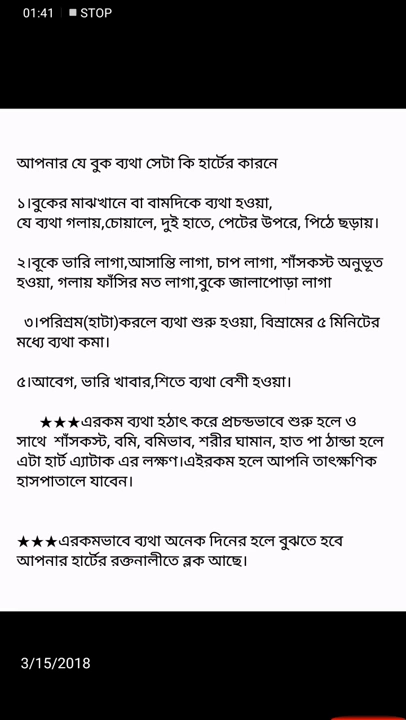 01:41 STOP
আপনার যে বুক ব্যথা সেটা কি হার্টের কারনে
১।বুকের মাঝখানে বা বামদিকে ব্যথা হওয়া,
যে ব্যথা গলায়,চোয়ালে, দুই হাতে, পেটের উপরে, পিঠে ছড়ায়।
২।বূকে ভারি লাগা,আসান্তি লাগা, চাপ লাগা, শাঁসকস্ট অনুভূত
হওয়া, গলায় ফাঁসির মত লাগা,বুকে জালাপোড়া লাগা
৩।পরিশ্রম(হাটা)করলে ব্যথা শুরু হওয়া, বিস্রামের ৫ মিনিটের
মধ্যে ব্যথা কমা।
৫।আবেগ, ভারি খাবার,শিতে ব্যথা বেশী হওয়া।
★★★এরকম ব্যথা হঠাৎ করে প্রচন্ডভাবে শুরু হলে ও
সাথে শাঁসকস্ট, বমি, বমিভাব, শরীর ঘামান, হাত পা ঠান্ডা হলে
এটা হার্ট এ্যাটাক এর লক্ষণ।এইরকম হলে আপনি তাৎক্ষণিক
হাসপাতালে যাবেন।
★★★এরকমভাবে ব্যথা অনেক দিনের হলে বুঝতে হবে
আপনার হার্টের রক্তনালীতে ব্লক আছে।
3/15/2018